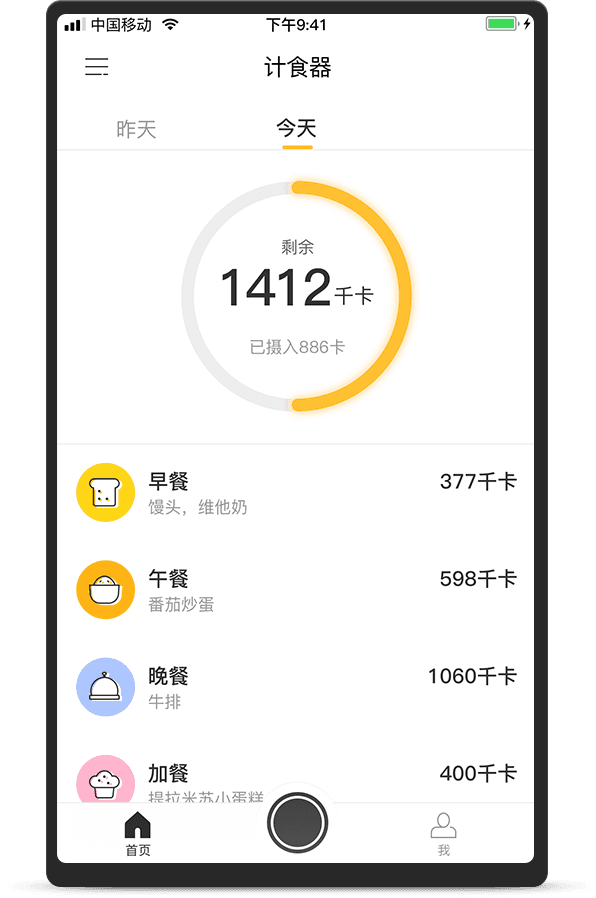 中国移动 下午9:41
计食器
昨天 今天
剩余
1412千卡
已摄入886卡
早餐 377千卡
馒头，维他奶
午餐 598千卡
番茄炒蛋
晚餐 1060千卡
牛排
加餐 400千卡
提拉米苏小蛋糕
首页 我